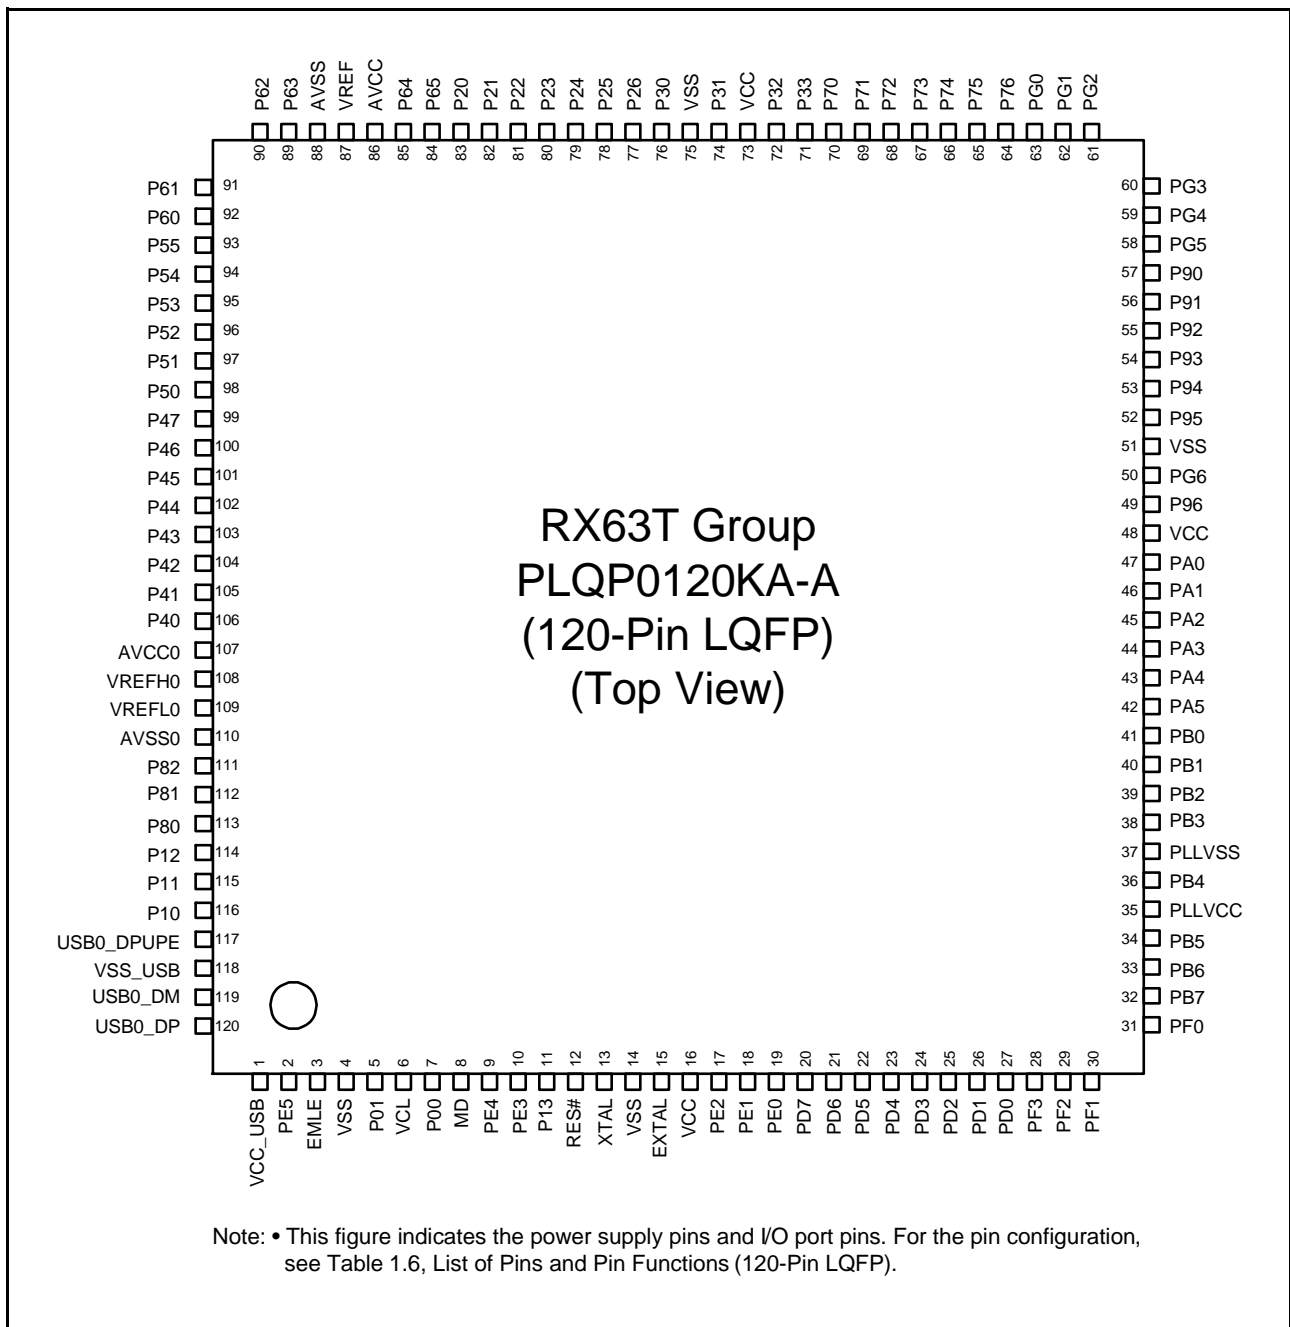 P62 P63 AVSS VREF AVCC P64 P65 P20 P21 P22 P23 P24 P25 P26 P30 VSS P31 VCC P32 P33 P70 P71 P72 P73 P74 P75 P76 PG0 PG1 PG2
90 89 88 87 86 85 84 83 82 81 80 79 78 77 76 75 74 73 72 71 70 69 68 67 66 65 64 63 62 61
P61 91
P60 92
P55 93
P54 94
P53 95
P52 96
P51 97
P50 98
P47 99
P46 100
P45 101
P44 102
P43 103
P42 104
P41 105
P40 106
AVCC0 107
VREFH0 108
VREFL0 109
AVSS0 110
P82 111
P81 112
P80 113
P12 114
P11 115
P10 116
USB0_DPUPE 117
VSS_USB 118
USB0_DM 119
USB0_DP 120
RX63T Group
PLQP0120KA-A
(120-Pin LQFP)
(Top View)
60 PG3
59 PG4
58 PG5
57 P90
56 P91
55 P92
54 P93
53 P94
52 P95
51 VSS
50 PG6
49 P96
48 VCC
47 PA0
46 PA1
45 PA2
44 PA3
43 PA4
42 PA5
41 PB0
40 PB1
39 PB2
38 PB3
37 PLLVSS
36 PB4
35 PLLVCC
34 PB5
33 PB6
32 PB7
31 PF0
1 2 3 4 5 6 7 8 9 10 11 12 13 14 15 16 17 18 19 20 21 22 23 24 25 26 27 28 29 30
VCC_USB PE5 EMLE VSS P01 VCL P00 MD PE4 PE3 P13 RES# XTAL VSS EXTAL VCC PE2 PE1 PE0 PD7 PD6 PD5 PD4 PD3 PD2 PD1 PD0 PF3 PF2 PF1
Note: • This figure indicates the power supply pins and I/O port pins. For the pin configuration,
see Table 1.6, List of Pins and Pin Functions (120-Pin LQFP).